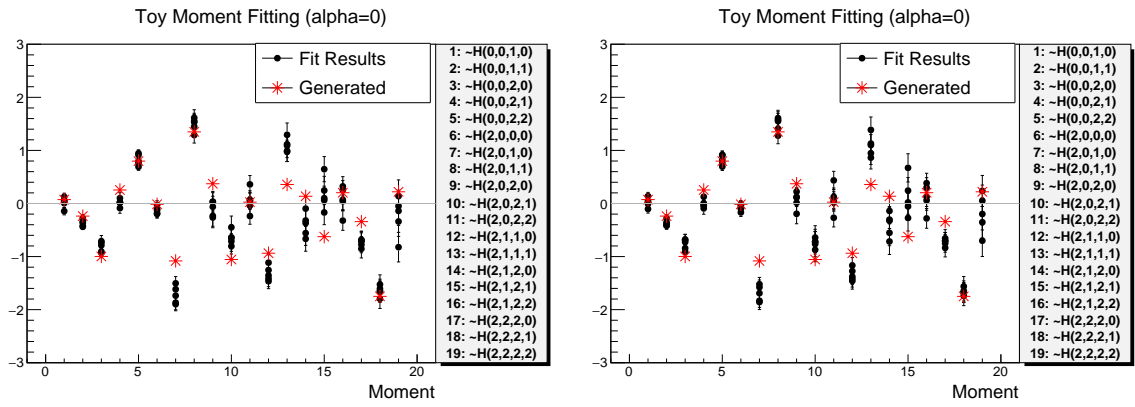 Toy Moment Fitting (alpha=0)
3
2
1
0
−1
−2
−3
0
5
10
15
20
Moment
Fit Results
Generated
1: ~H(0,0,1,0)
2: ~H(0,0,1,1)
3: ~H(0,0,2,0)
4: ~H(0,0,2,1)
5: ~H(0,0,2,2)
6: ~H(2,0,0,0)
7: ~H(2,0,1,0)
8: ~H(2,0,1,1)
9: ~H(2,0,2,0)
10: ~H(2,0,2,1)
11: ~H(2,0,2,2)
12: ~H(2,1,1,0)
13: ~H(2,1,1,1)
14: ~H(2,1,2,0)
15: ~H(2,1,2,1)
16: ~H(2,1,2,2)
17: ~H(2,2,2,0)
18: ~H(2,2,2,1)
19: ~H(2,2,2,2)
Toy Moment Fitting (alpha=0)
3
2
1
0
−1
−2
−3
0
5
10
15
20
Moment
Fit Results
Generated
1: ~H(0,0,1,0)
2: ~H(0,0,1,1)
3: ~H(0,0,2,0)
4: ~H(0,0,2,1)
5: ~H(0,0,2,2)
6: ~H(2,0,0,0)
7: ~H(2,0,1,0)
8: ~H(2,0,1,1)
9: ~H(2,0,2,0)
10: ~H(2,0,2,1)
11: ~H(2,0,2,2)
12: ~H(2,1,1,0)
13: ~H(2,1,1,1)
14: ~H(2,1,2,0)
15: ~H(2,1,2,1)
16: ~H(2,1,2,2)
17: ~H(2,2,2,0)
18: ~H(2,2,2,1)
19: ~H(2,2,2,2)